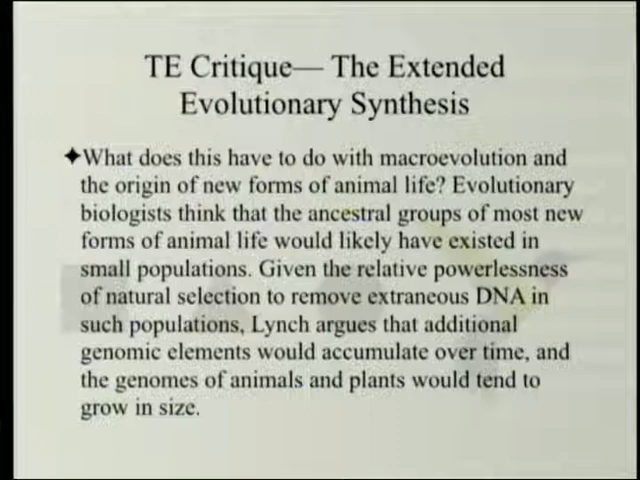 TE Critique— The Extended
Evolutionary Synthesis
✦What does this have to do with macroevolution and
the origin of new forms of animal life? Evolutionary
biologists think that the ancestral groups of most new
forms of animal life would likely have existed in
small populations. Given the relative powerlessness
of natural selection to remove extraneous DNA in
such populations, Lynch argues that additional
genomic elements would accumulate over time, and
the genomes of animals and plants would tend to
grow in size.